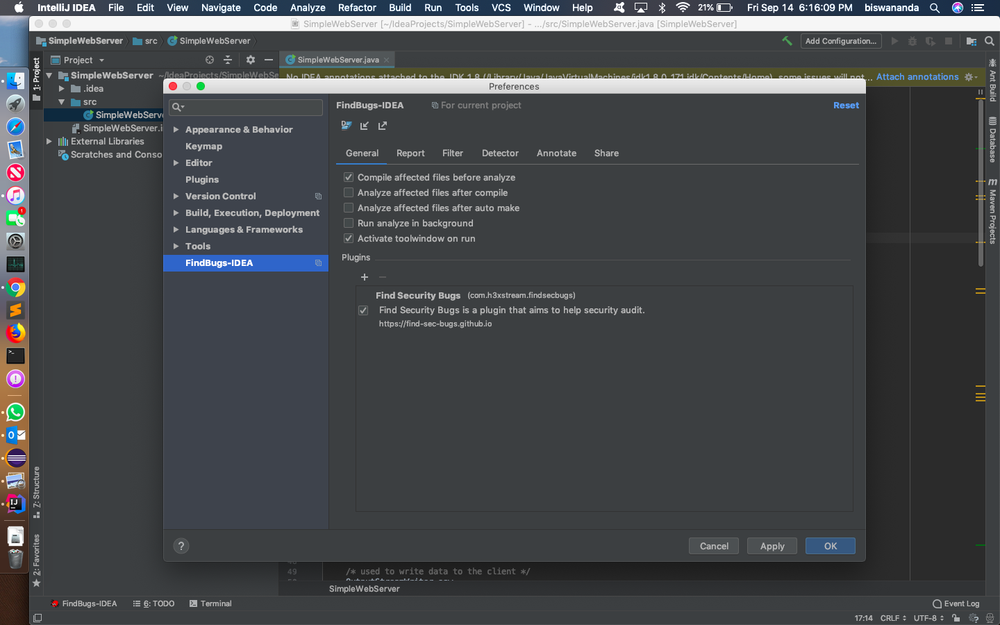 IntelliJ IDEA File Edit View Navigate Code Analyze Refactor Build Run Tools VCS Window Help 21% Fri Sep 14 6:16:09 PM biswananda
SimpleWebServer [~/IdeaProjects/SimpleWebServer] - .../src/SimpleWebServer.java [SimpleWebServer]
SimpleWebServer src SimpleWebServer Add Configuration...
1: Project
Project
SimpleWebServer.java
SimpleWebServer ~/IdeaProjects/SimpleWebSe
No IDEA annotations attached to the JDK 1.8 (/Library/Java/JavaVirtualMachines/jdk1.8.0_171.jdk/Contents/Home), some issues will not... Attach annotations
.idea
src
SimpleWebServe
SimpleWebServer.i
External Libraries
Scratches and Conso
Ant Build
Database
m Maven Projects
Preferences
FindBugs-IDEA For current project Reset
Appearance & Behavior
Keymap
Editor
Plugins
Version Control
Build, Execution, Deployment
Languages & Frameworks
Tools
FindBugs-IDEA
General Report Filter Detector Annotate Share
Compile affected files before analyze
Analyze affected files after compile
Analyze affected files after auto make
Run analyze in background
Activate toolwindow on run
Plugins
Find Security Bugs (com.h3xstream.findsecbugs)
Find Security Bugs is a plugin that aims to help security audit.
https://find-sec-bugs.github.io
? Cancel Apply OK
Z: Structure
2: Favorites
49 /* used to write data to the client */
SimpleWebServer
FindBugs-IDEA 6: TODO Terminal Event Log
17:14 CRLF UTF-8